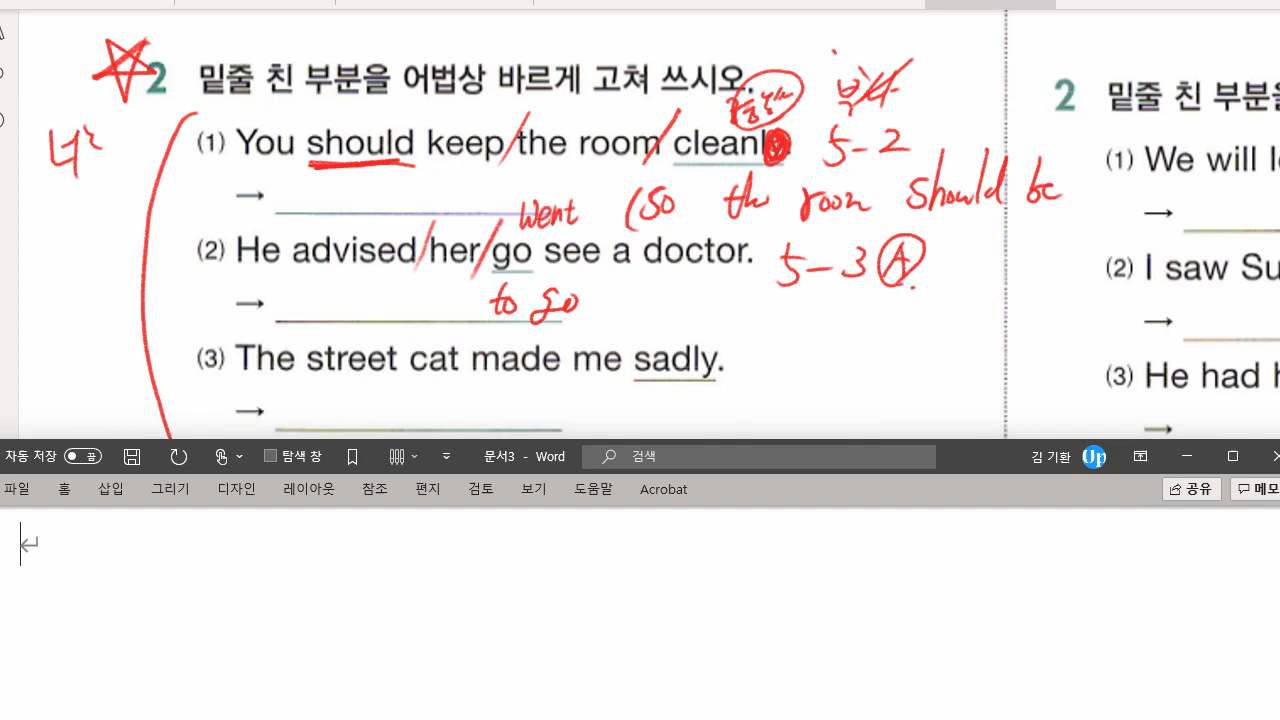 2 밑줄 친 부분을 어법상 바르게 고쳐 쓰시오.
(1) You should keep the room cleanl
5-2
→
went (so the room should be
(2) He advised her go see a doctor.
5-3 A
→ to go
(3) The street cat made me sadly.
→
2 밑줄 친 부분을
(1) We will l
→
(2) I saw Su
→
(3) He had h
→
자동 저장 끔 탐색 창 문서3 - Word 검색 김 기환 Up
파일 홈 삽입 그리기 디자인 레이아웃 참조 편지 검토 보기 도움말 Acrobat 공유 메모